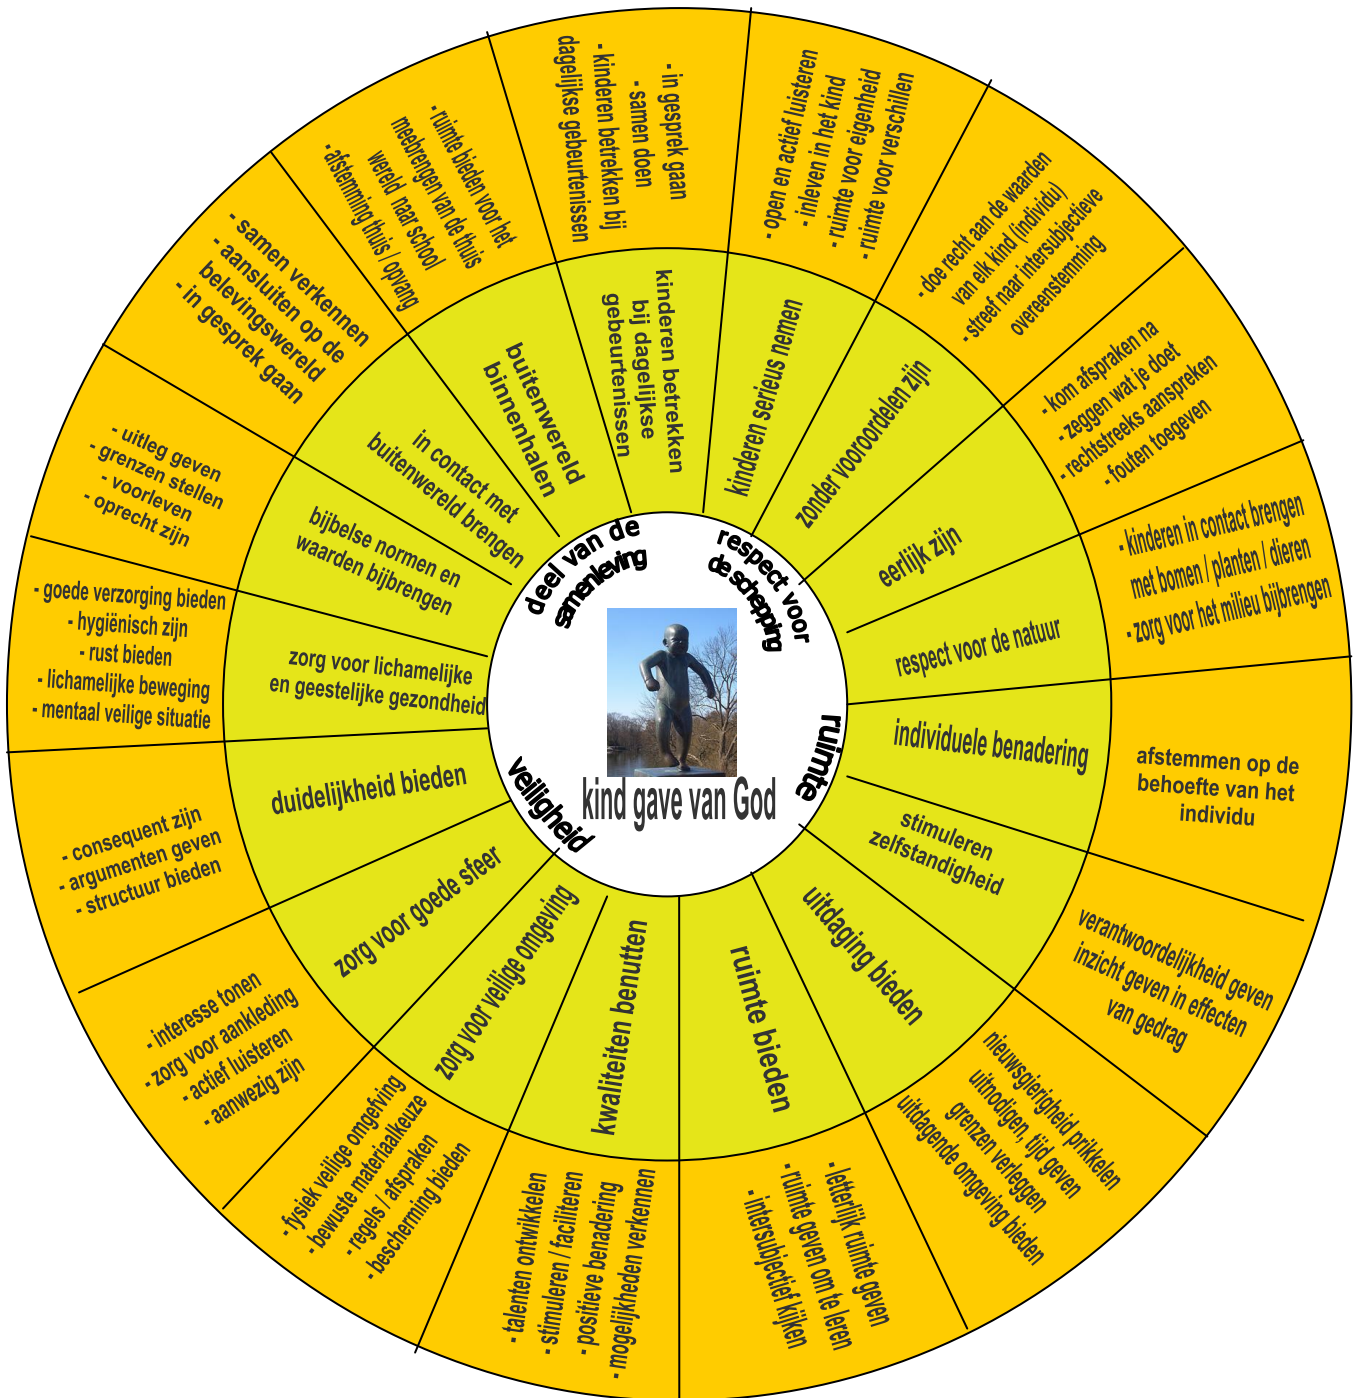 kind gave van God
deel van de
samenleving
respect voor
de schepping
ruimte
veiligheid
kinderen betrekken
bij dagelijkse
gebeurtenissen
- in gesprek gaan
- samen doen
- kinderen betrekken bij
dagelijkse gebeurtenissen
kinderen serieus nemen
- open en actief luisteren
- inleven in het kind
- ruimte voor eigenheid
- ruimte voor verschillen
zonder vooroordelen zijn
- doe recht aan de waarden
van elk kind (individu)
- streef naar intersubjectieve
overeenstemming
eerlijk zijn
- kom afspraken na
- zeggen wat je doet
- rechtstreeks aanspreken
- fouten toegeven
respect voor de natuur
- kinderen in contact brengen
met bomen / planten / dieren
- zorg voor het milieu bijbrengen
individuele benadering
afstemmen op de
behoefte van het
individu
stimuleren
zelfstandigheid
verantwoordelijkheid geven
inzicht geven in effecten
van gedrag
uitdaging bieden
nieuwsgierigheid prikkelen
uitnodigen, tijd geven
grenzen verleggen
uitdagende omgeving bieden
ruimte bieden
- letterlijk ruimte geven
- ruimte geven om te leren
- intersubjectief kijken
kwaliteiten benutten
- talenten ontwikkelen
- stimuleren / faciliteren
- positieve benadering
- mogelijkheden verkennen
zorg voor veilige omgeving
- fysiek veilige omgefving
- bewuste materiaalkeuze
- regels / afspraken
- bescherming bieden
zorg voor goede sfeer
- interesse tonen
- zorg voor aankleding
- actief luisteren
- aanwezig zijn
duidelijkheid bieden
- consequent zijn
- argumenten geven
- structuur bieden
zorg voor lichamelijke
en geestelijke gezondheid
- goede verzorging bieden
- hygiënisch zijn
- rust bieden
- lichamelijke beweging
- mentaal veilige situatie
bijbelse normen en
waarden bijbrengen
- uitleg geven
- grenzen stellen
- voorleven
- oprecht zijn
in contact met
buitenwereld brengen
- samen verkennen
- aansluiten op de
belevingswereld
- in gesprek gaan
buitenwereld
binnenhalen
- ruimte bieden voor het
meebrengen van de thuis
wereld naar school
- afstemming thuis / opvang